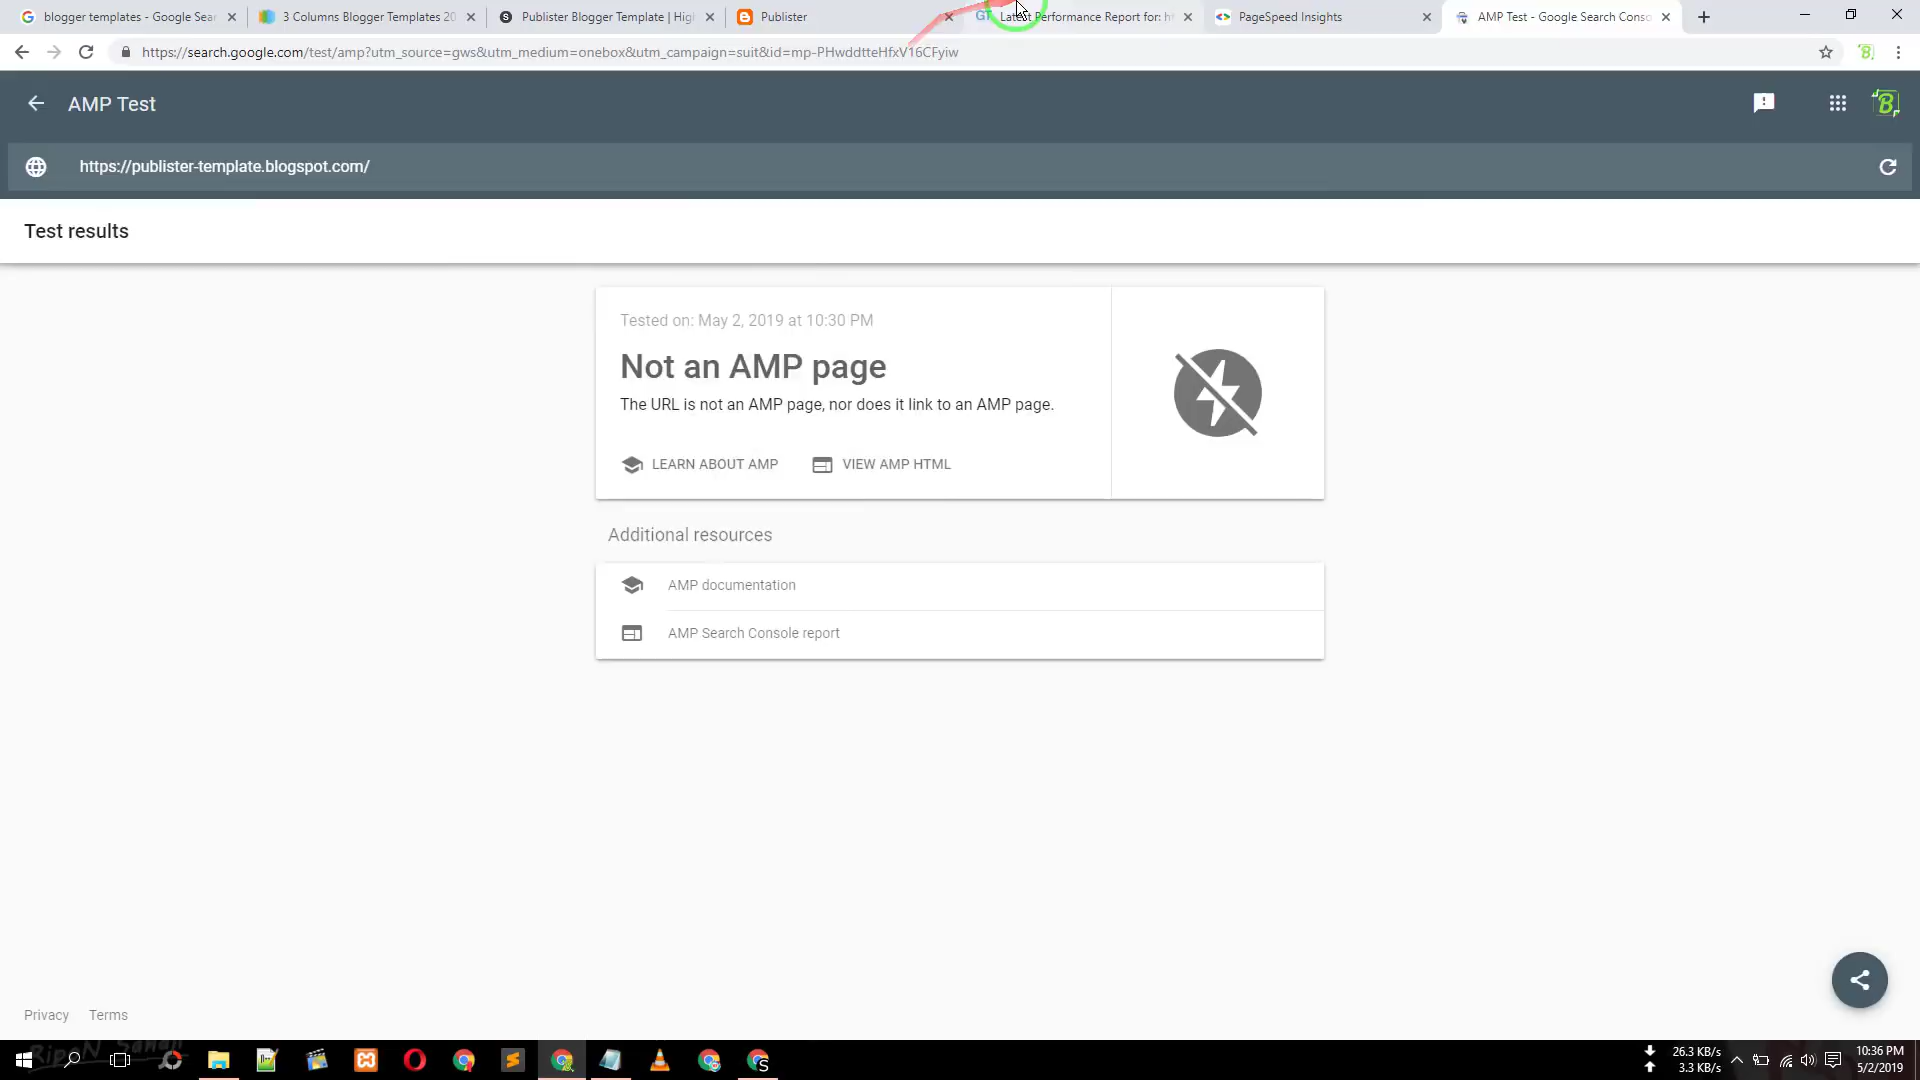 blogger templates - Google Sear
3 Columns Blogger Templates 20
Publister Blogger Template | High
Publister
Latest Performance Report for: h
PageSpeed Insights
AMP Test - Google Search Conso
https://search.google.com/test/amp?utm_source=gws&utm_medium=onebox&utm_campaign=suit&id=mp-PHwddtteHfxV16CFyiw
AMP Test
https://publister-template.blogspot.com/
Test results
Tested on: May 2, 2019 at 10:30 PM
Not an AMP page
The URL is not an AMP page, nor does it link to an AMP page.
LEARN ABOUT AMP
VIEW AMP HTML
Additional resources
AMP documentation
AMP Search Console report
Privacy
Terms
26.3 KB/s
3.3 KB/s
10:36 PM
5/2/2019